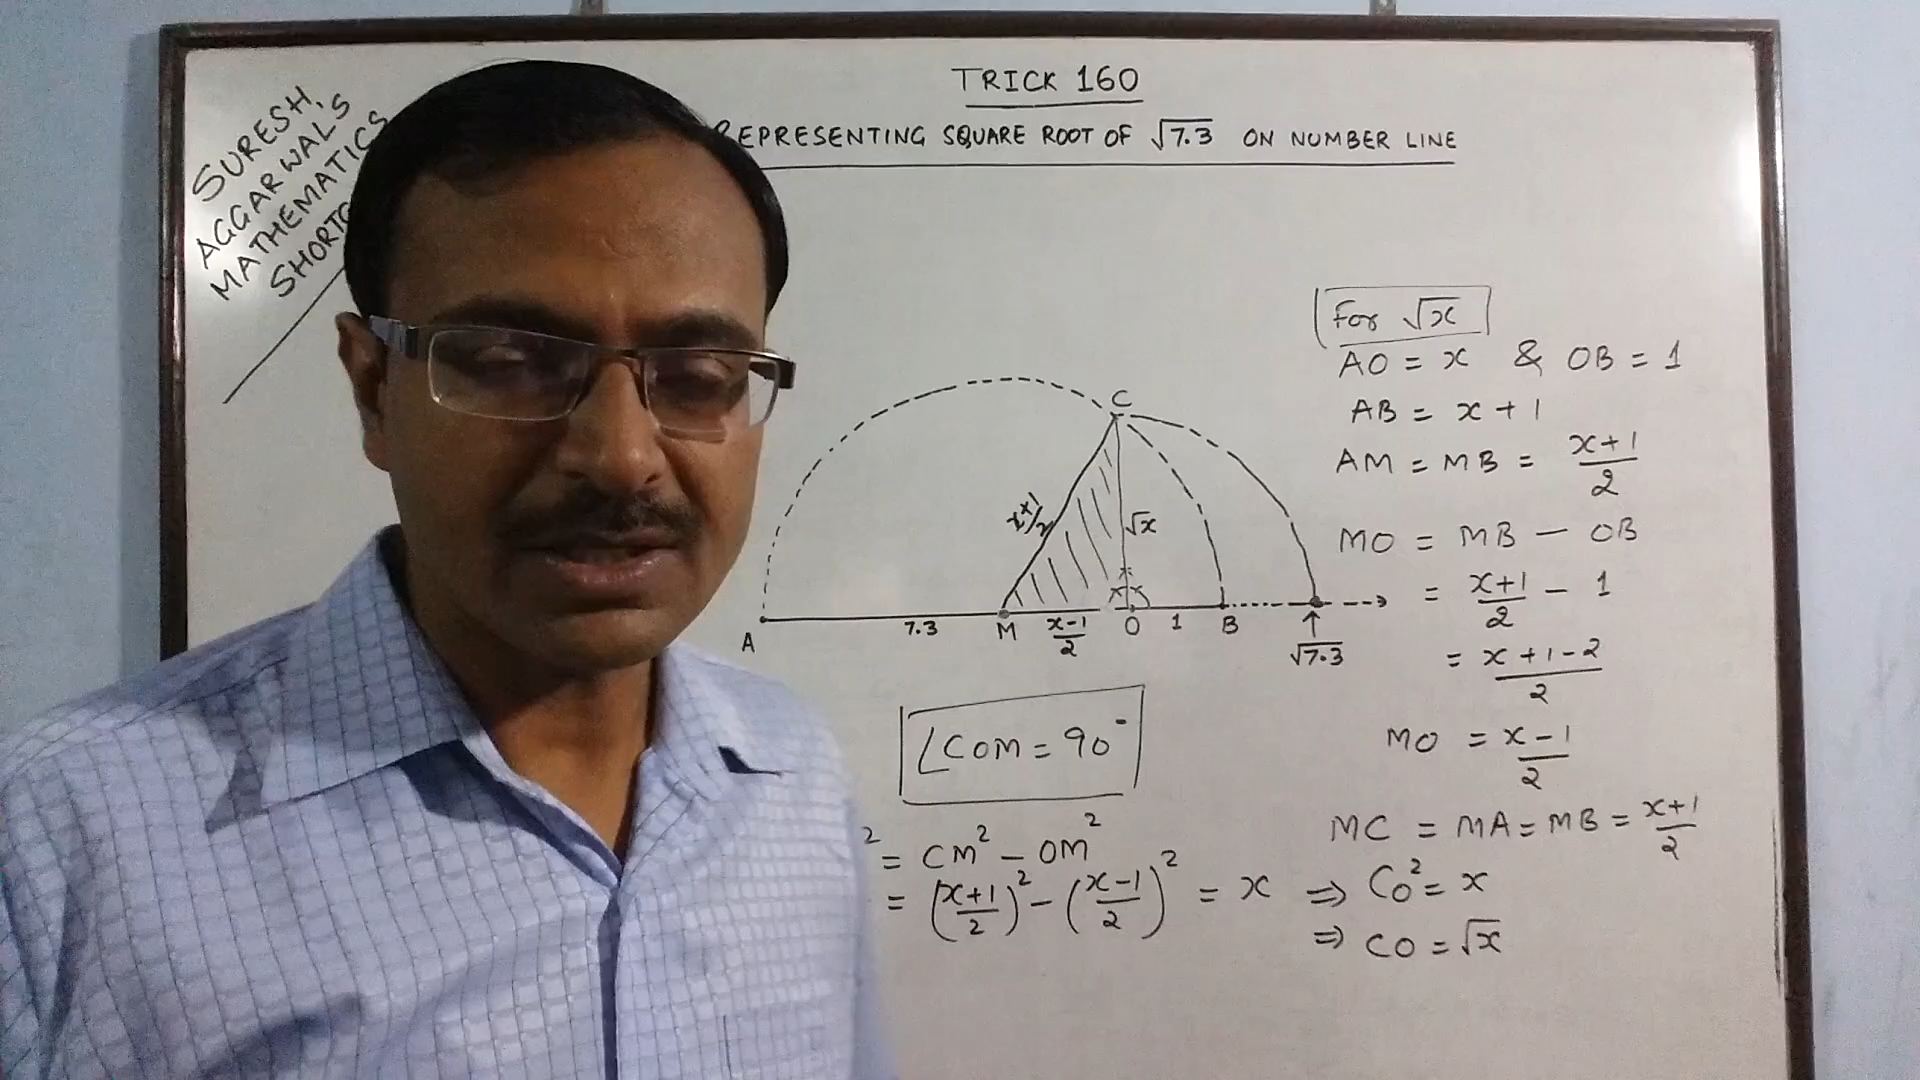 SURESH
AGGARWAL'S
MATHEMATICS
TRICK 160
REPRESENTING SQUARE ROOT OF √7.3 ON NUMBER LINE
For √x
AO = x & OB = 1
AB = x + 1
AM = MB = (x+1)/2
MO = MB - OB
= (x+1)/2 - 1
= (x+1-2)/2
MO = (x-1)/2
MC = MA = MB = (x+1)/2
C
(x+1)/2
√x
A 7.3 M (x-1)/2 O 1 B √7.3
∠COM = 90°
² = CM² - OM²
= ((x+1)/2)² - ((x-1)/2)² = x ⇒ CO² = x
⇒ CO = √x